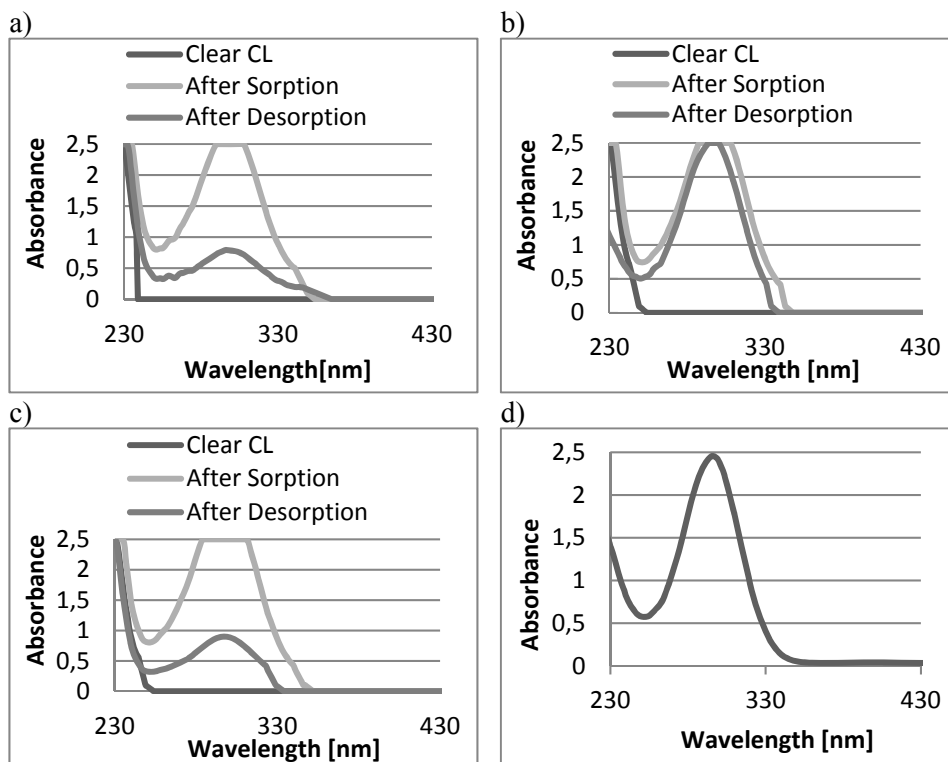 a)
Clear CL
After Sorption
After Desorption
2,5
2
1,5
1
0,5
0
Absorbance
230 330 430
Wavelength[nm]
b)
Clear CL
After Sorption
After Desorption
2,5
2
1,5
1
0,5
0
Absorbance
230 330 430
Wavelength [nm]
c)
Clear CL
After Sorption
After Desorption
2,5
2
1,5
1
0,5
0
Absorbance
230 330 430
Wavelength [nm]
d)
2,5
2
1,5
1
0,5
0
Absorbance
230 330 430
Wavelength [nm]